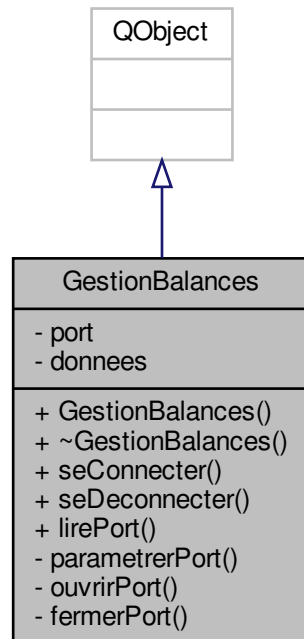 QObject
GestionBalances
- port
- donnees
+ GestionBalances()
+ ~GestionBalances()
+ seConnecter()
+ seDeconnecter()
+ lirePort()
- parametrerPort()
- ouvrirPort()
- fermerPort()